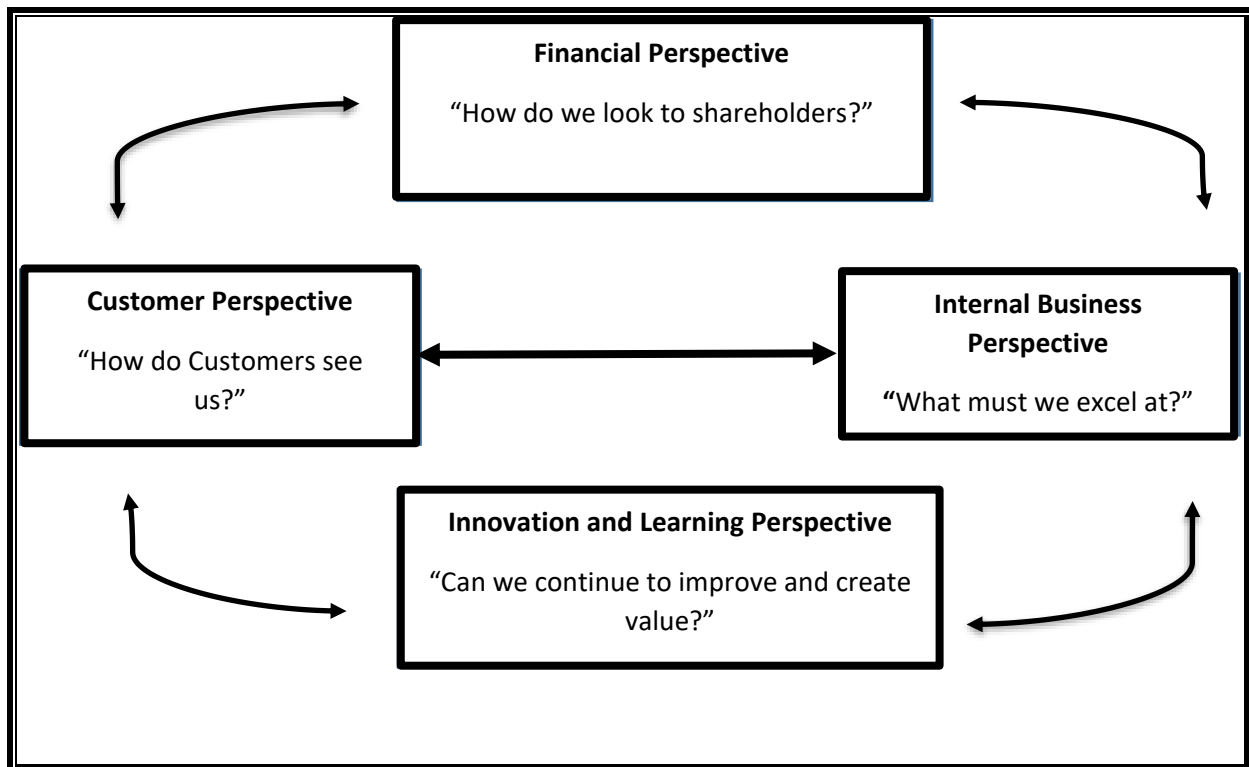 Financial Perspective
“How do we look to shareholders?”
Customer Perspective
“How do Customers see
us?”
Internal Business
Perspective
“What must we excel at?”
Innovation and Learning Perspective
“Can we continue to improve and create
value?”